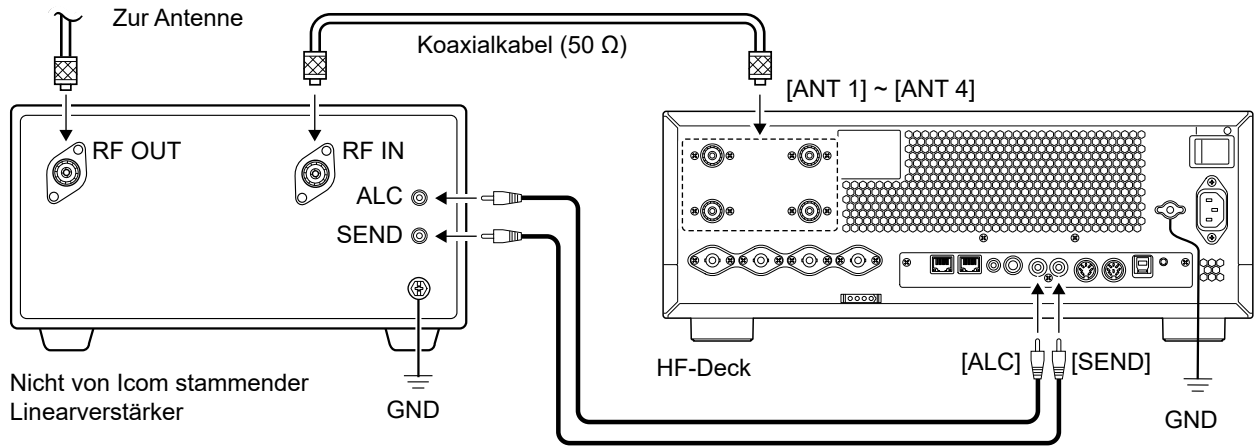 Zur Antenne
Koaxialkabel (50 Ω)
[ANT 1] ~ [ANT 4]
RF OUT
RF IN
ALC
SEND
HF-Deck
[ALC]
[SEND]
Nicht von Icom stammender
Linearverstärker
GND
GND